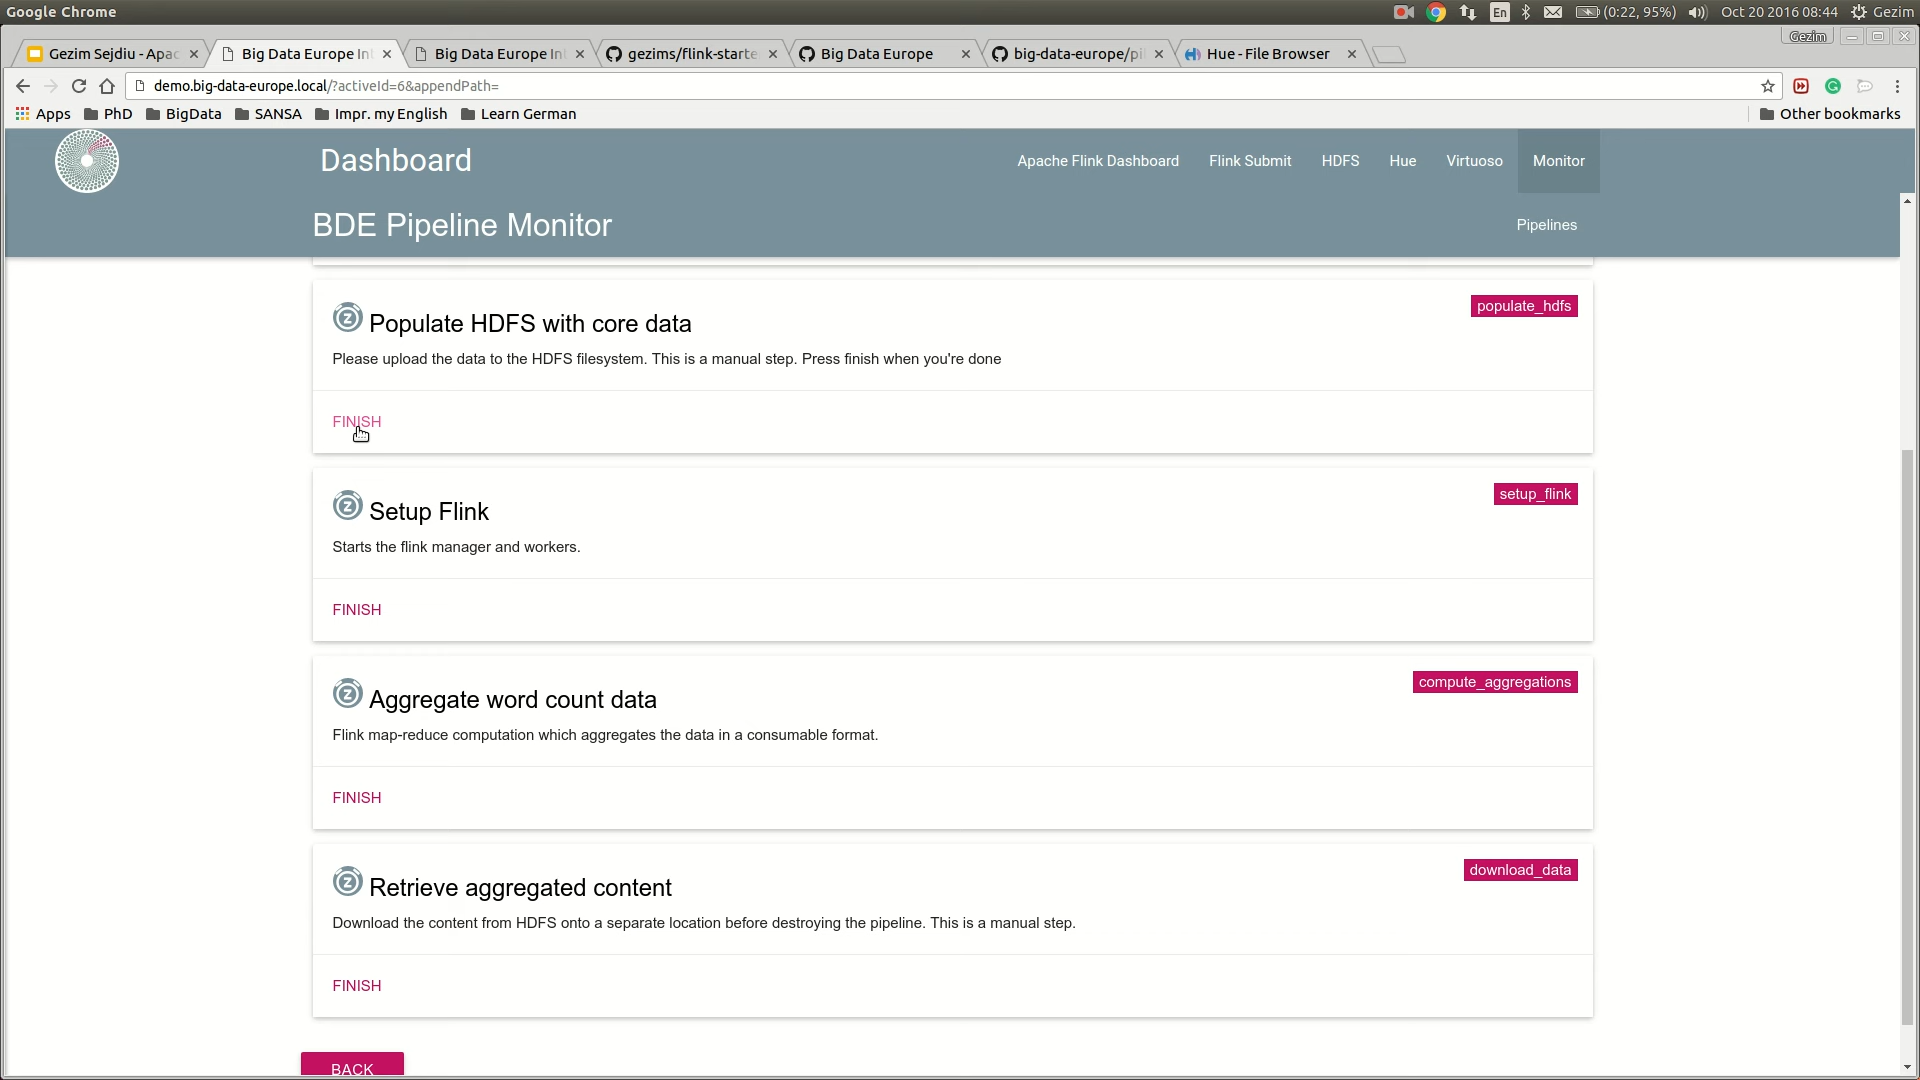 Google Chrome
En
(0:22, 95%)
Oct 20 2016 08:44
Gezim
Gezim
Gezim Sejdiu - Apac
Big Data Europe In
Big Data Europe In
gezims/flink-starte
Big Data Europe
big-data-europe/pil
Hue - File Browser
demo.big-data-europe.local/?activeId=6&appendPath=
Apps
PhD
BigData
SANSA
Impr. my English
Learn German
Other bookmarks
Dashboard
Apache Flink Dashboard
Flink Submit
HDFS
Hue
Virtuoso
Monitor
BDE Pipeline Monitor
Pipelines
Populate HDFS with core data
populate_hdfs
Please upload the data to the HDFS filesystem. This is a manual step. Press finish when you're done
FINISH
Setup Flink
setup_flink
Starts the flink manager and workers.
FINISH
Aggregate word count data
compute_aggregations
Flink map-reduce computation which aggregates the data in a consumable format.
FINISH
Retrieve aggregated content
download_data
Download the content from HDFS onto a separate location before destroying the pipeline. This is a manual step.
FINISH
BACK